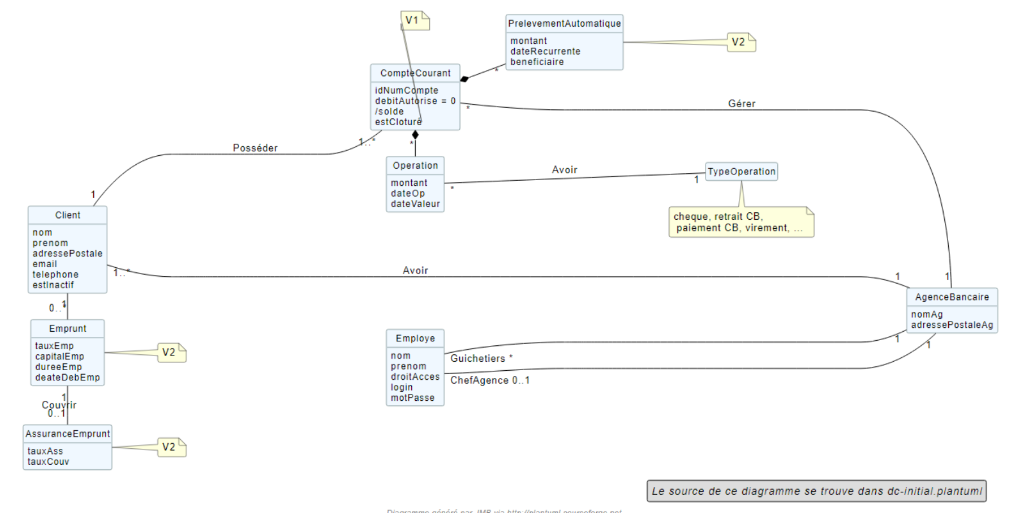 V1
PrelevementAutomatique
montant
dateRecurrente
beneficiaire
V2
CompteCourant
idNumCompte
debitAutorise = 0
/solde
estCloturé
*
*
Gérer
1..*
*
Posséder
1
Operation
montant
dateOp
dateValeur
*
Avoir
1
TypeOperation
cheque, retrait CB,
paiement CB, virement, ...
Client
nom
prenom
adressePostale
email
telephone
estInactif
1..*
Avoir
1
1
AgenceBancaire
nomAg
adressePostaleAg
1
0..*
Emprunt
tauxEmp
capitalEmp
dureeEmp
deateDebEmp
V2
Employe
nom
prenom
droitAcces
login
motPasse
Guichetiers *
1
ChefAgence 0..1
1
1
Couvrir
0..1
AssuranceEmprunt
tauxAss
tauxCouv
V2
Le source de ce diagramme se trouve dans dc-initial.plantuml